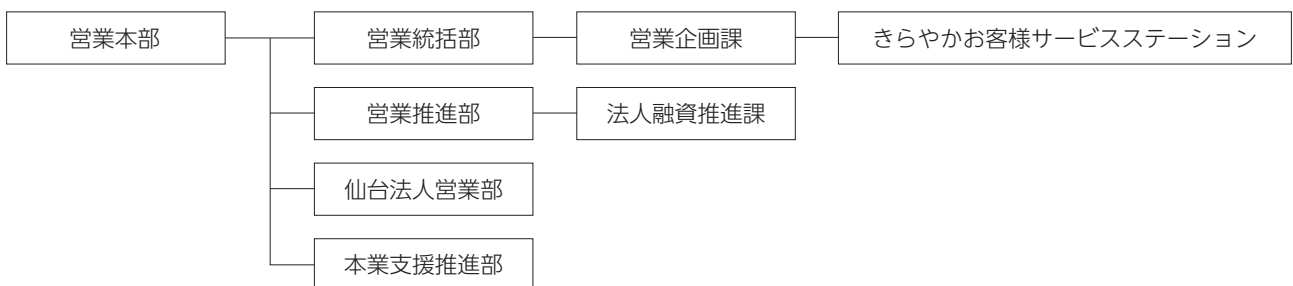 営業本部
営業統括部
営業企画課
きらやかお客様サービスステーション
営業推進部
法人融資推進課
仙台法人営業部
本業支援推進部